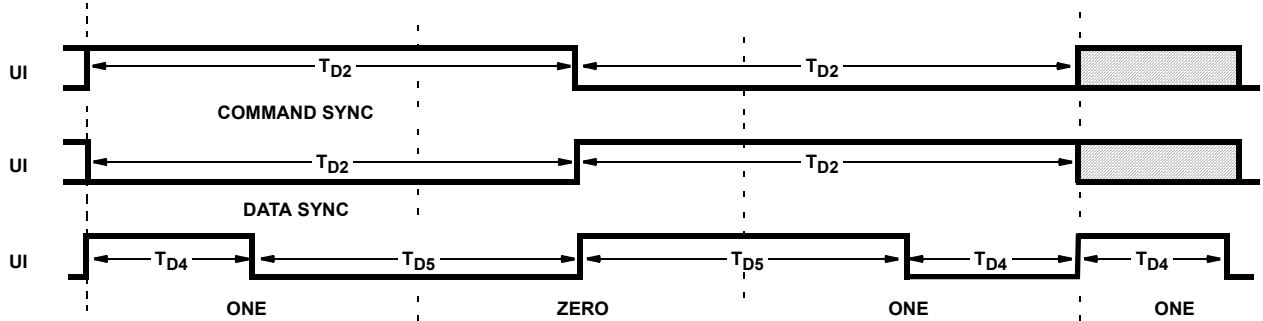 UI TD2 TD2
COMMAND SYNC
UI TD2 TD2
DATA SYNC
UI TD4 TD5 TD5 TD4 TD4
ONE ZERO ONE ONE